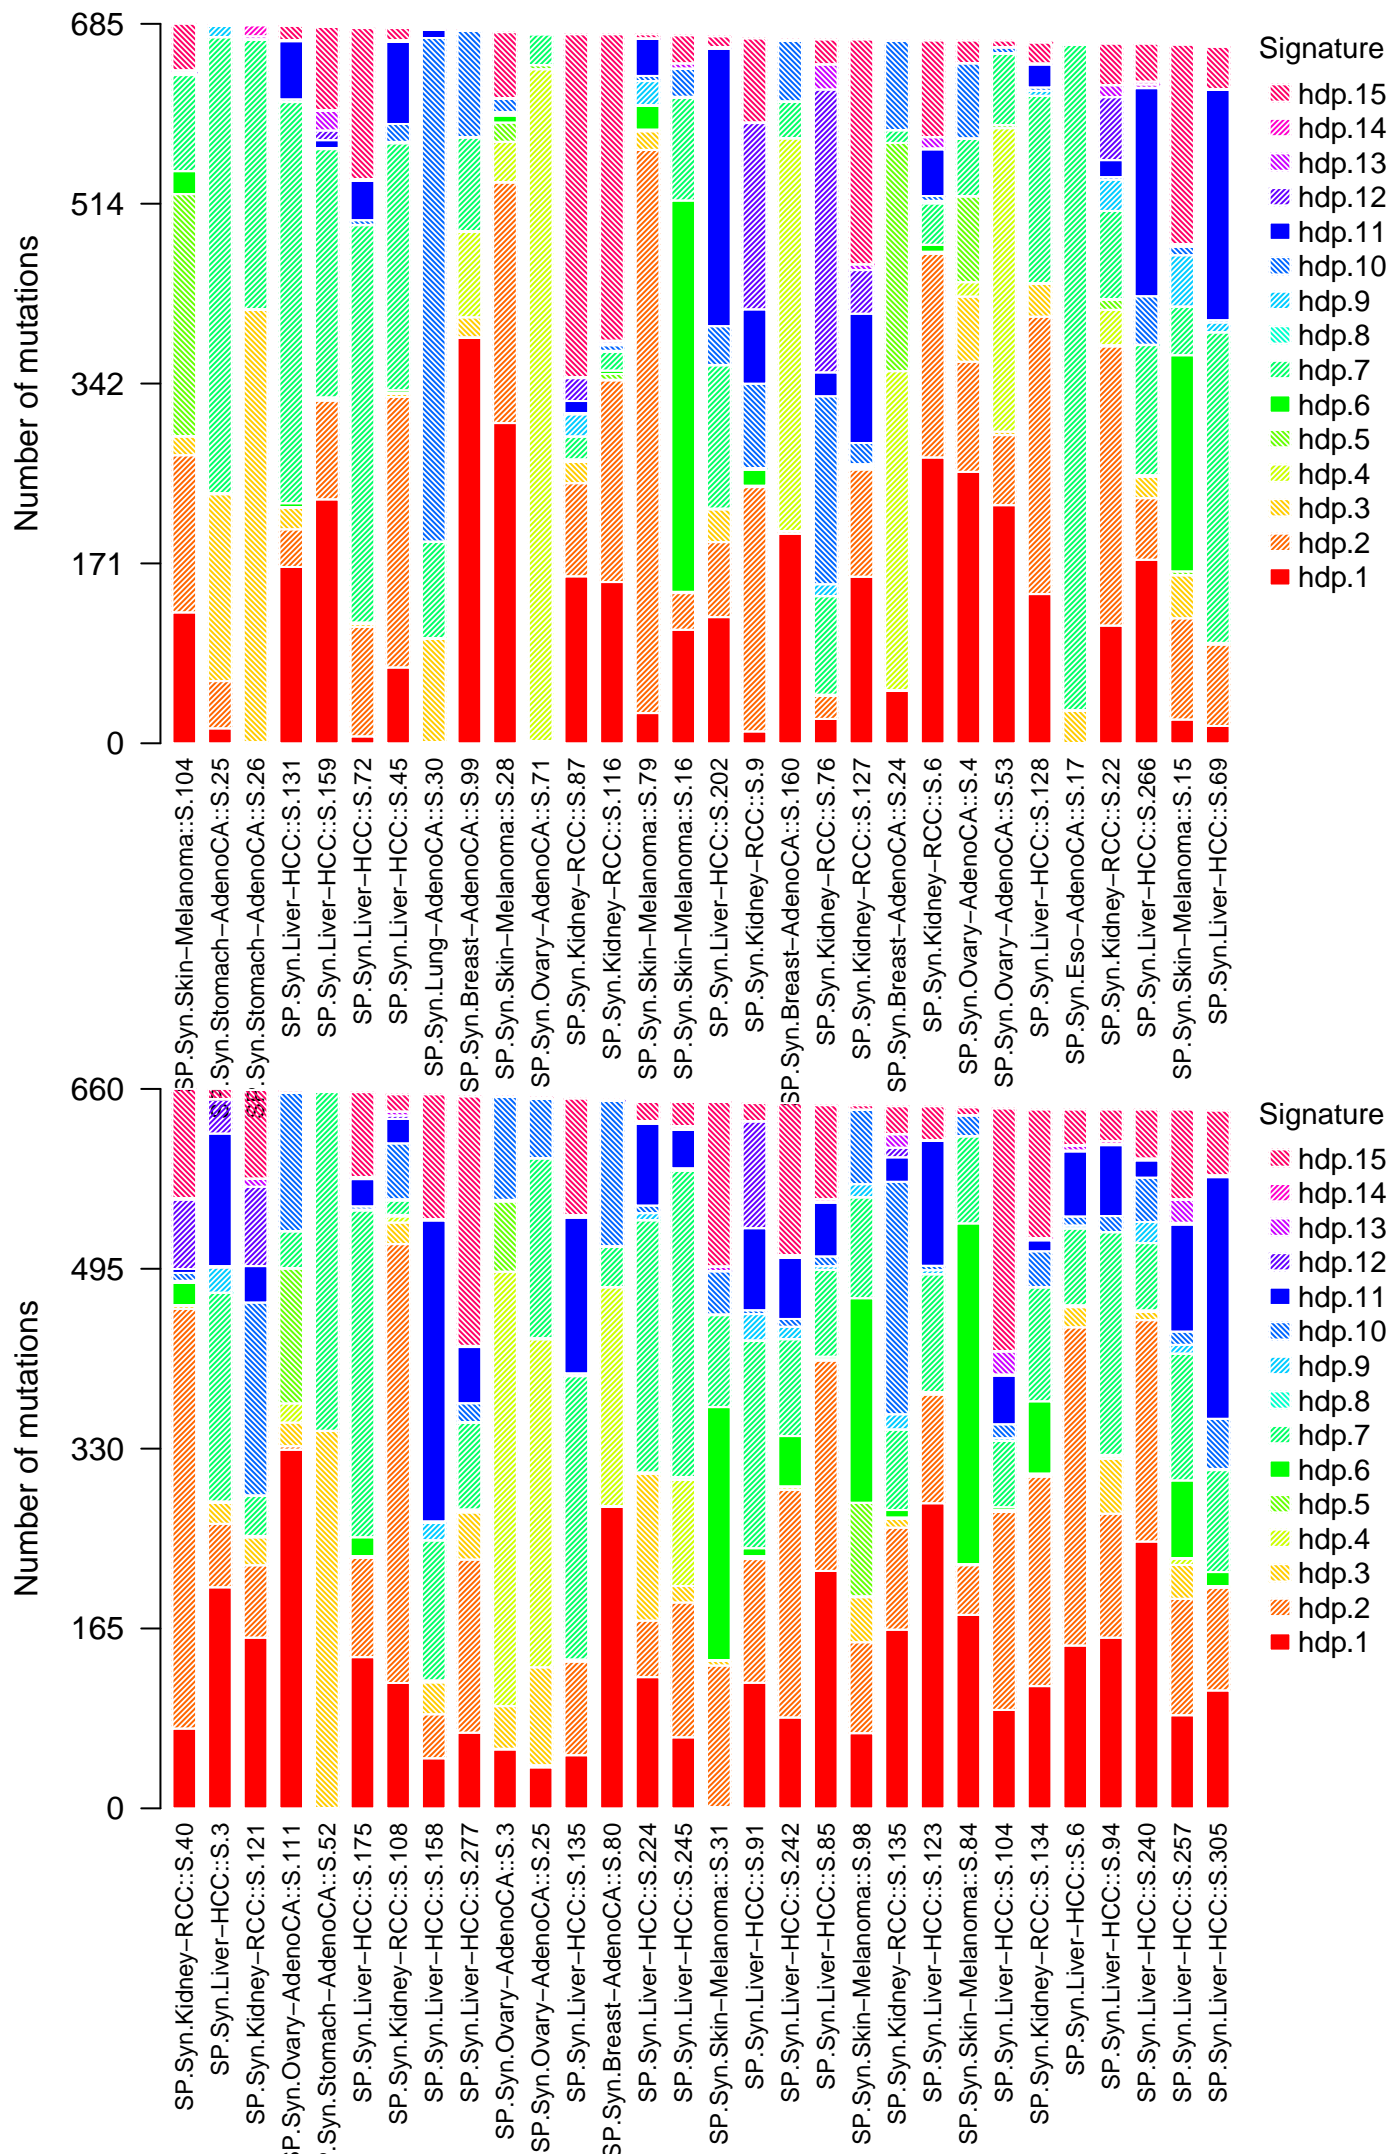 Number of mutations
685
514
342
171
0
Signature
hdp.15
hdp.14
hdp.13
hdp.12
hdp.11
hdp.10
hdp.9
hdp.8
hdp.7
hdp.6
hdp.5
hdp.4
hdp.3
hdp.2
hdp.1
SP.Syn.Skin−Melanoma::S.104
SP.Syn.Stomach−AdenoCA::S.25
SP.Syn.Stomach−AdenoCA::S.26
SP.Syn.Liver−HCC::S.131
SP.Syn.Liver−HCC::S.159
SP.Syn.Liver−HCC::S.72
SP.Syn.Liver−HCC::S.45
SP.Syn.Lung−AdenoCA::S.30
SP.Syn.Breast−AdenoCA::S.99
SP.Syn.Skin−Melanoma::S.28
SP.Syn.Ovary−AdenoCA::S.71
SP.Syn.Kidney−RCC::S.87
SP.Syn.Kidney−RCC::S.116
SP.Syn.Skin−Melanoma::S.79
SP.Syn.Skin−Melanoma::S.16
SP.Syn.Liver−HCC::S.202
SP.Syn.Kidney−RCC::S.9
SP.Syn.Breast−AdenoCA::S.160
SP.Syn.Kidney−RCC::S.76
SP.Syn.Kidney−RCC::S.127
SP.Syn.Breast−AdenoCA::S.24
SP.Syn.Kidney−RCC::S.6
SP.Syn.Ovary−AdenoCA::S.4
SP.Syn.Ovary−AdenoCA::S.53
SP.Syn.Liver−HCC::S.128
SP.Syn.Eso−AdenoCA::S.17
SP.Syn.Kidney−RCC::S.22
SP.Syn.Liver−HCC::S.266
SP.Syn.Skin−Melanoma::S.15
SP.Syn.Liver−HCC::S.69
Number of mutations
660
495
330
165
0
Signature
hdp.15
hdp.14
hdp.13
hdp.12
hdp.11
hdp.10
hdp.9
hdp.8
hdp.7
hdp.6
hdp.5
hdp.4
hdp.3
hdp.2
hdp.1
SP.Syn.Kidney−RCC::S.40
SP.Syn.Liver−HCC::S.3
SP.Syn.Kidney−RCC::S.121
SP.Syn.Ovary−AdenoCA::S.111
P.Syn.Stomach−AdenoCA::S.52
SP.Syn.Liver−HCC::S.175
SP.Syn.Kidney−RCC::S.108
SP.Syn.Liver−HCC::S.158
SP.Syn.Liver−HCC::S.277
SP.Syn.Ovary−AdenoCA::S.3
SP.Syn.Ovary−AdenoCA::S.25
SP.Syn.Liver−HCC::S.135
SP.Syn.Breast−AdenoCA::S.80
SP.Syn.Liver−HCC::S.224
SP.Syn.Liver−HCC::S.245
SP.Syn.Skin−Melanoma::S.31
SP.Syn.Liver−HCC::S.91
SP.Syn.Liver−HCC::S.242
SP.Syn.Liver−HCC::S.85
SP.Syn.Skin−Melanoma::S.98
SP.Syn.Kidney−RCC::S.135
SP.Syn.Liver−HCC::S.123
SP.Syn.Skin−Melanoma::S.84
SP.Syn.Liver−HCC::S.104
SP.Syn.Kidney−RCC::S.134
SP.Syn.Liver−HCC::S.6
SP.Syn.Liver−HCC::S.94
SP.Syn.Liver−HCC::S.240
SP.Syn.Liver−HCC::S.257
SP.Syn.Liver−HCC::S.305